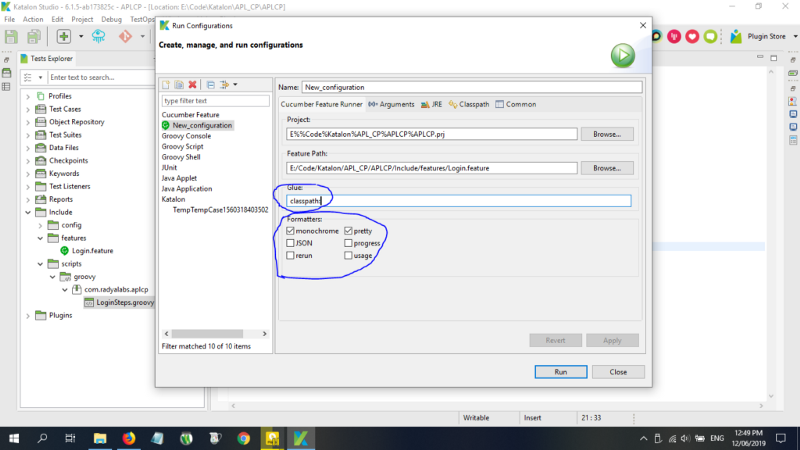 Katalon Studio - 6.1.5-ab173825c - APLCP - [Location: E:\Code\Katalon\APL_CP\APLCP]
File Action Edit Project Debug TestOps
Plugin Store
Run Configurations
Create, manage, and run configurations
Tests Explorer
Enter text to search...
Profiles
Test Cases
Object Repository
Test Suites
Data Files
Checkpoints
Keywords
Test Listeners
Reports
Include
config
features
Login.feature
scripts
groovy
com.radyalabs.aplcp
LoginSteps.groovy
Plugins
type filter text
Cucumber Feature
New_configuration
Groovy Console
Groovy Script
Groovy Shell
JUnit
Java Applet
Java Application
Katalon
TempTempCase1560318403502
Filter matched 10 of 10 items
Name: New_configuration
Cucumber Feature Runner Arguments JRE Classpath Common
Project:
E%%Code%Katalon%APL_CP%APLCP%APLCP.prj Browse...
Feature Path:
E:/Code/Katalon/APL_CP/APLCP/Include/features/Login.feature Browse...
Glue:
classpath:
Formatters:
monochrome pretty
JSON progress
rerun usage
Revert Apply
Run Close
Writable Insert 21 : 33
ENG
12:49 PM
12/06/2019